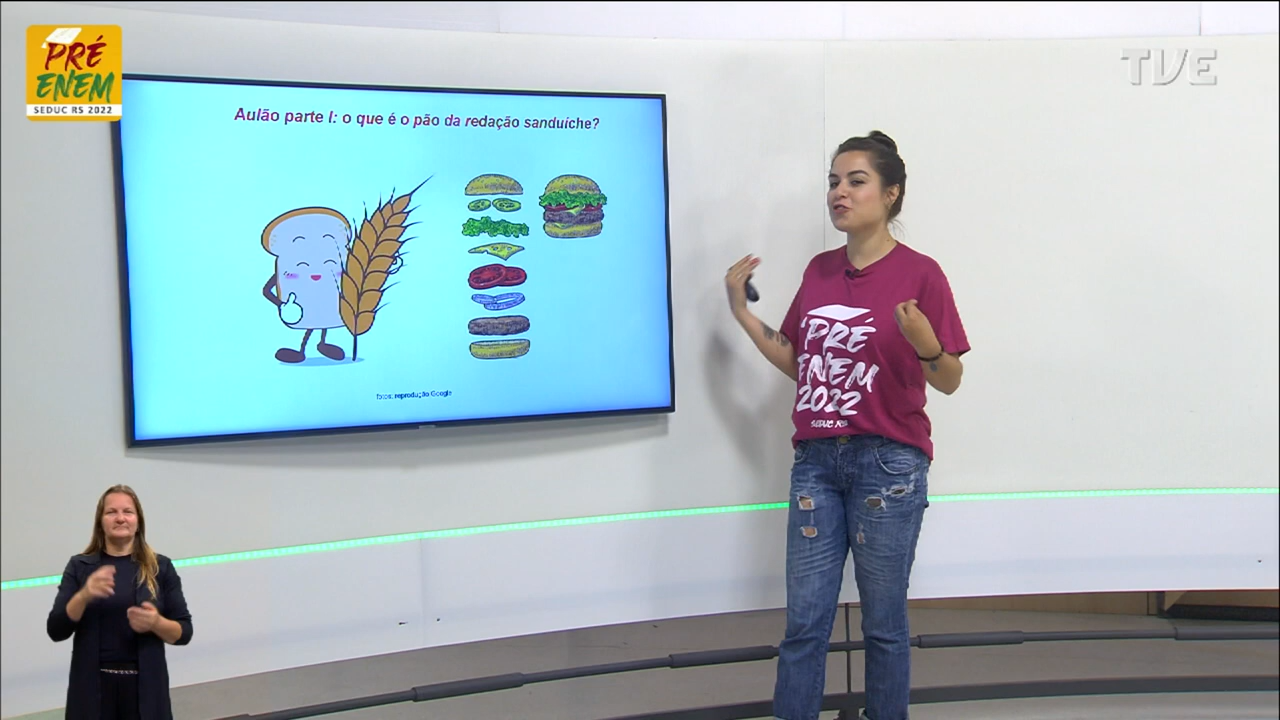 PRÉ
ENEM
SEDUC RS 2022
TVE
Aulão parte I: o que é o pão da redação sanduíche?
fotos: reprodução Google
PRÉ
ENEM
2022
SEDUC RS